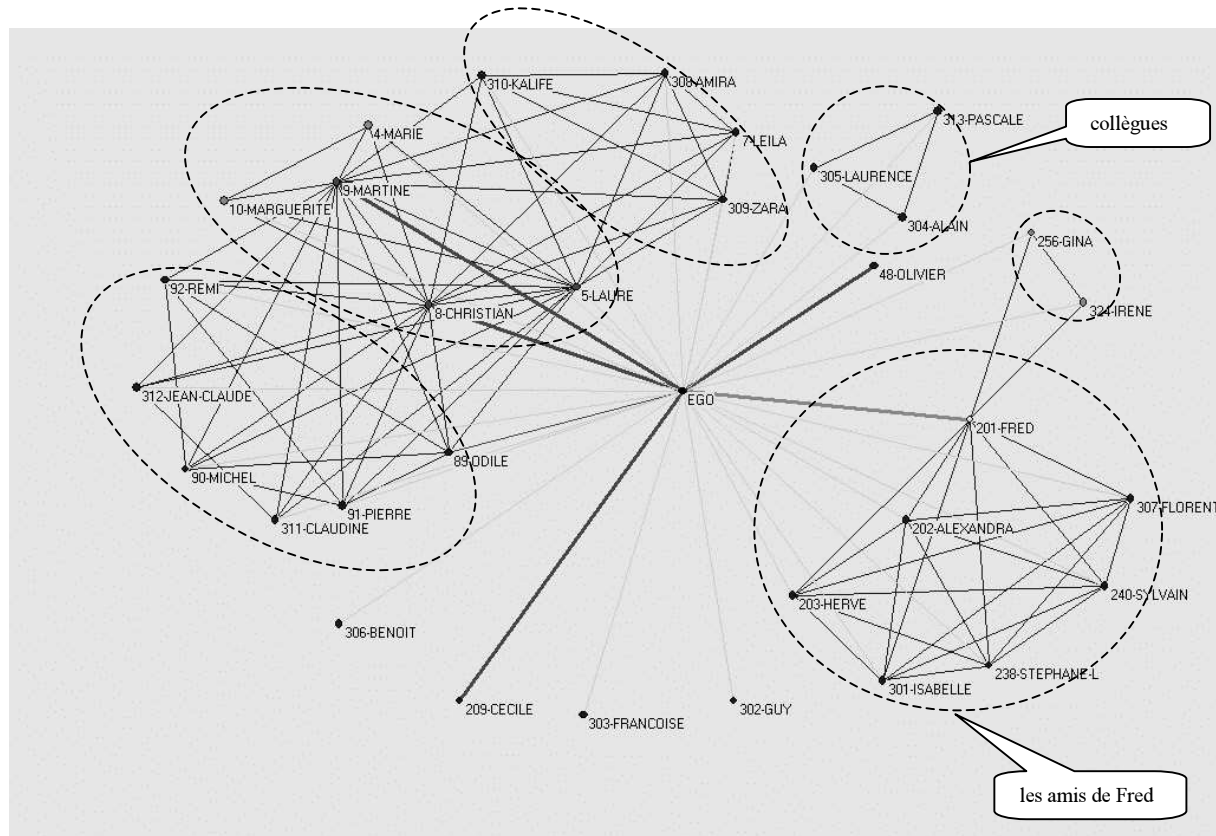 310-KALIFE
308-AMIRA
4-MARIE
7-LEILA
313-PASCALE
collègues
305-LAURENCE
9-MARTINE
10-MARGUERITE
309-ZARA
304-ALAIN
256-GINA
48-OLIVIER
92-REMI
5-LAURE
8-CHRISTIAN
324-IRENE
312-JEAN-CLAUDE
EGO
201-FRED
89-ODILE
90-MICHEL
91-PIERRE
311-CLAUDINE
307-FLORENT
202-ALEXANDRA
203-HERVE
240-SYLVAIN
306-BENOIT
238-STEPHANE-L
301-ISABELLE
209-CECILE
303-FRANCOISE
302-GUY
les amis de Fred